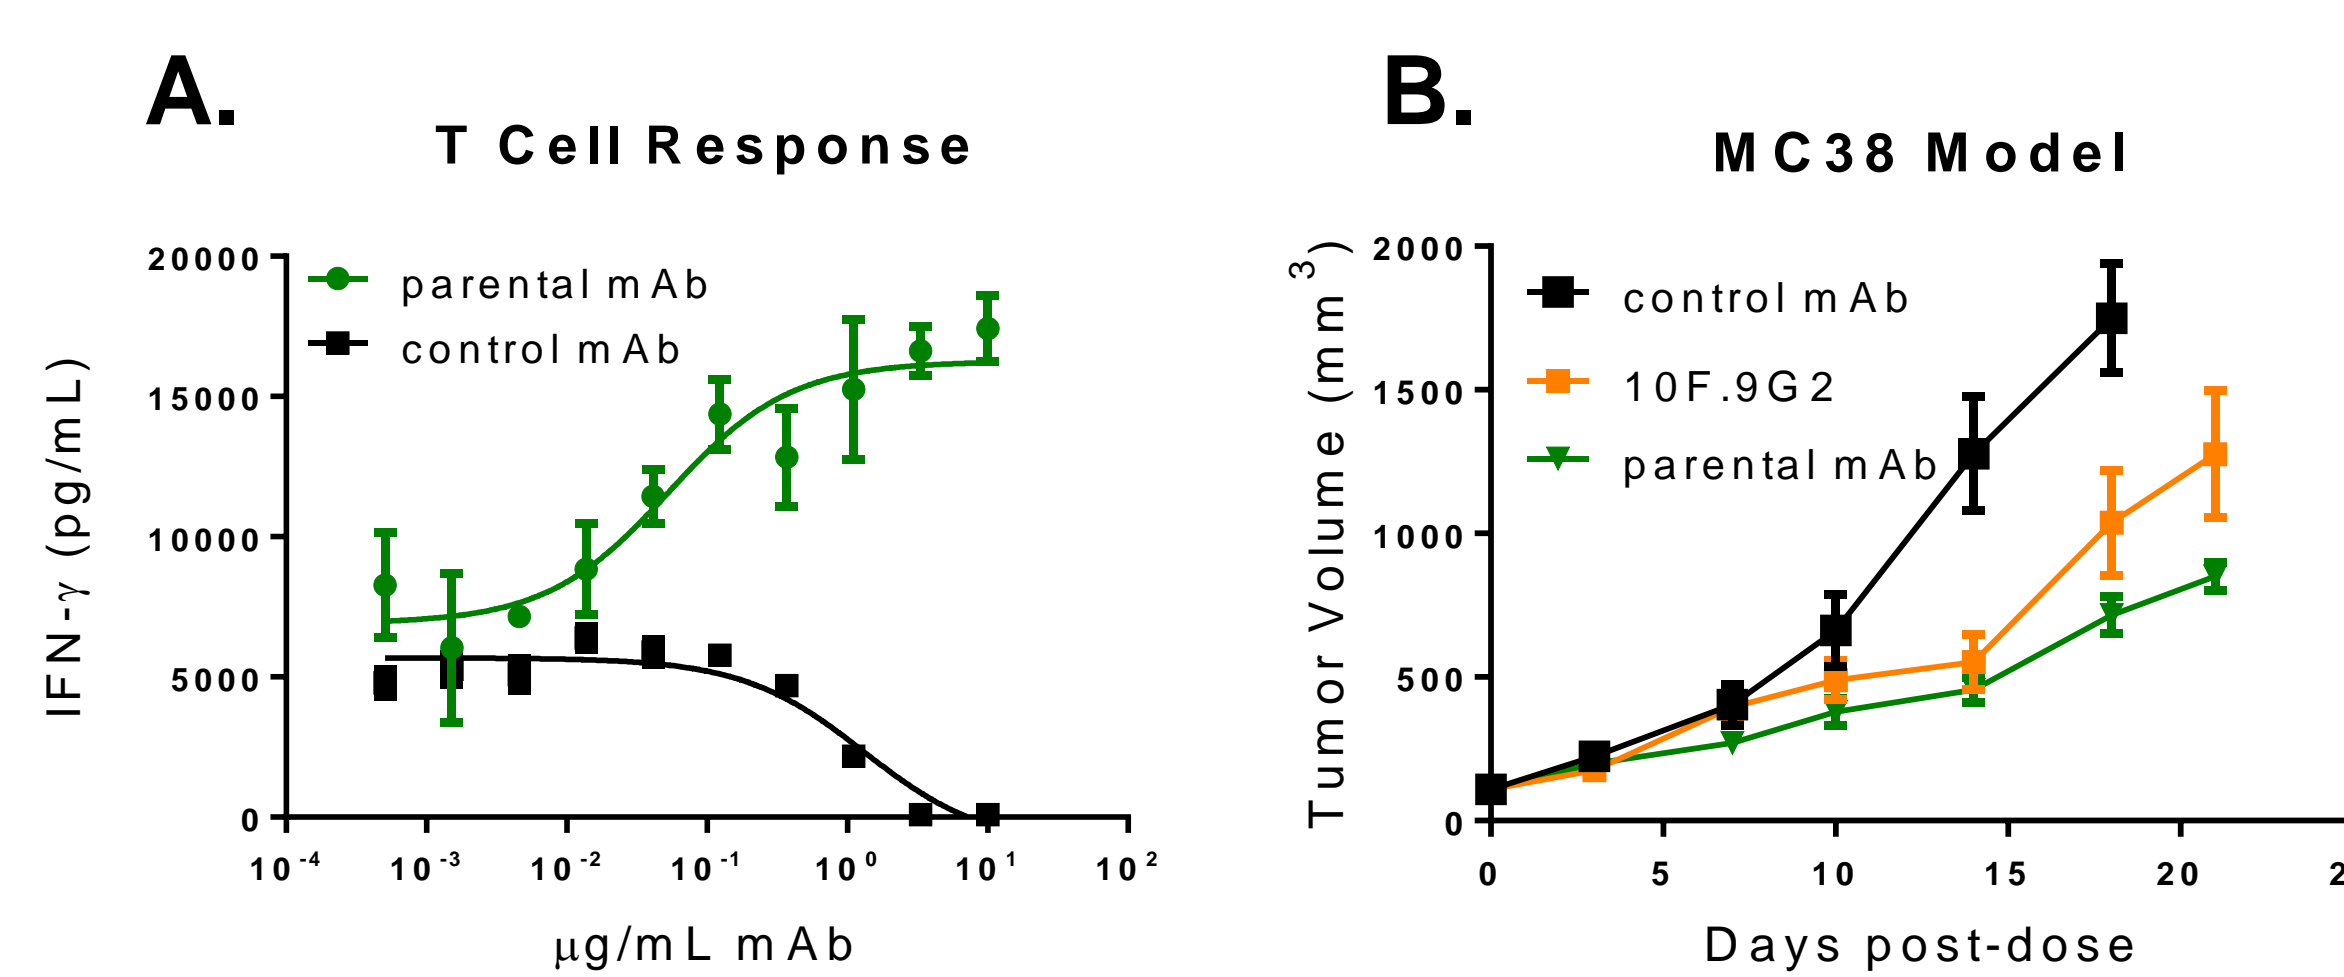 A.
T Cell Response
IFN-γ (pg/mL)
20000
15000
10000
5000
0
parental mAb
control mAb
10-4
10-3
10-2
10-1
100
101
102
µg/mL mAb
B.
MC38 Model
Tumor Volume (mm3)
2000
1500
1000
500
0
control mAb
10F.9G2
parental mAb
0
5
10
15
20
2
Days post-dose